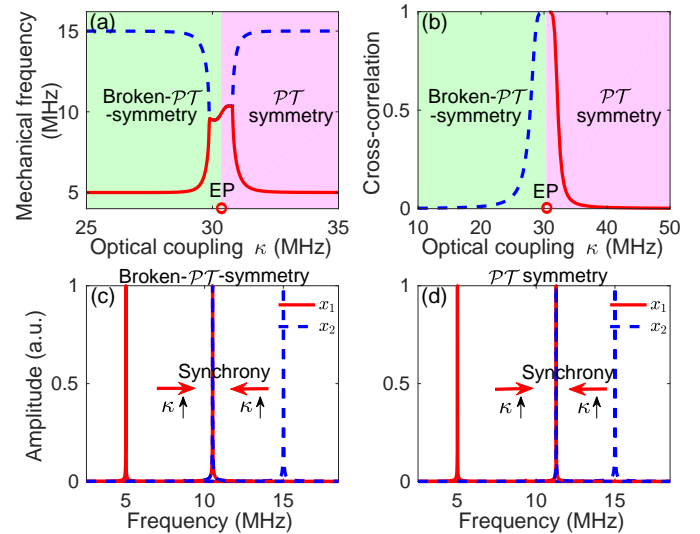 (a)
Mechanical frequency
(MHz)
15
10
5
Broken-𝒫𝒯
-symmetry
𝒫𝒯
symmetry
EP
25
30
35
Optical coupling κ (MHz)
(b)
Cross-correlation
1
0.5
0
Broken-𝒫𝒯
-symmetry
𝒫𝒯
symmetry
EP
10
20
30
40
50
Optical coupling κ (MHz)
Broken-𝒫𝒯-symmetry
(c)
Amplitude (a.u.)
1
0.5
0
x₁
x₂
Synchrony
κ↑
κ↑
5
10
15
Frequency (MHz)
𝒫𝒯 symmetry
(d)
1
0.5
0
x₁
x₂
Synchrony
κ↑
κ↑
5
10
15
Frequency (MHz)